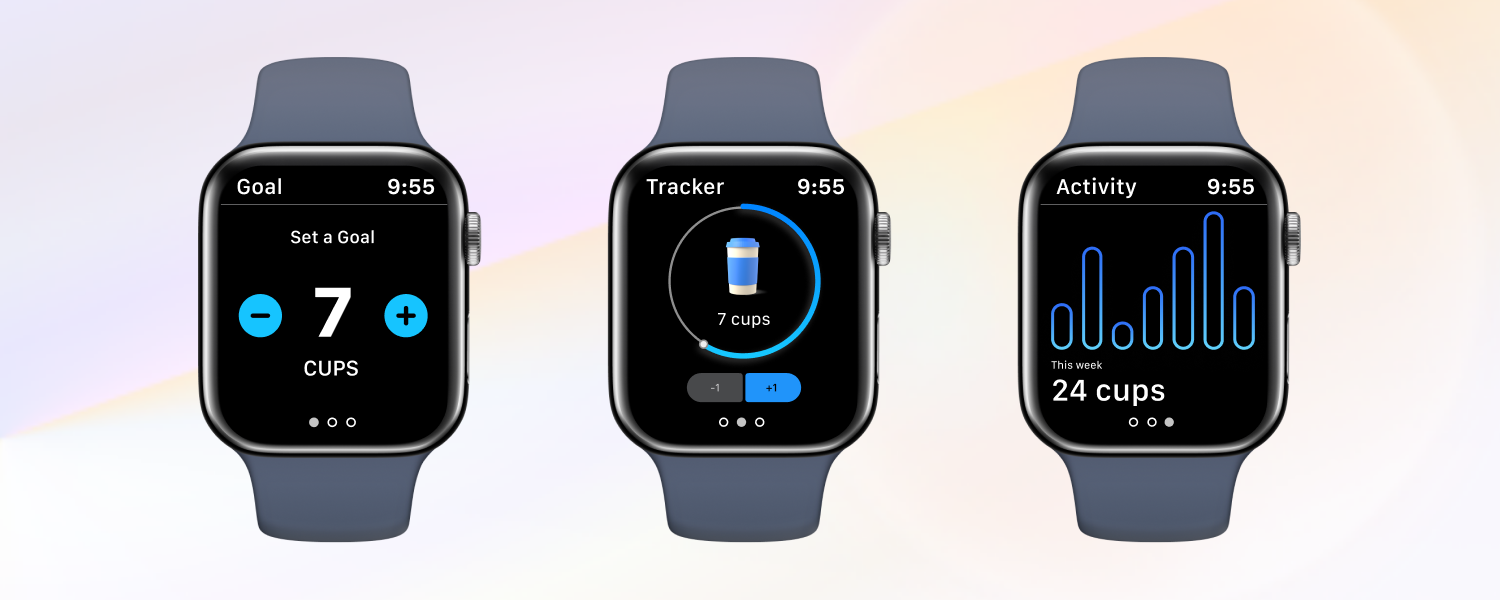 Goal 9:55
Set a Goal
7
CUPS
Tracker 9:55
7 cups
-1 +1
Activity 9:55
This week
24 cups